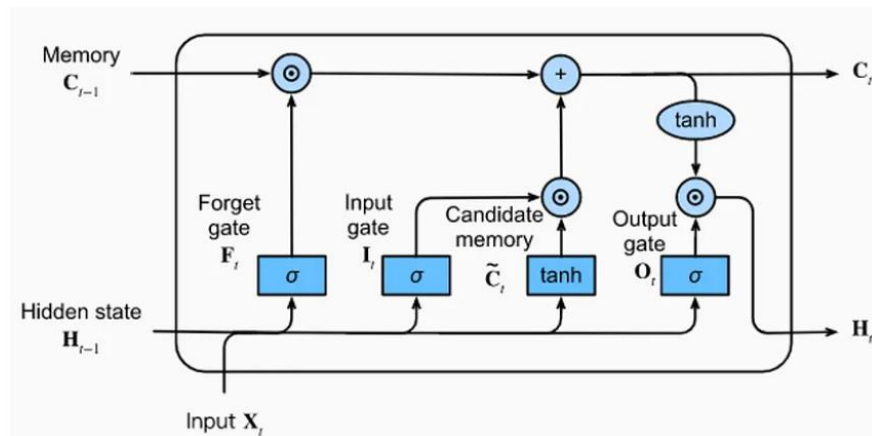 Memory
C_{t-1}
+
C_t
tanh
Forget
gate
F_t
Input
gate
I_t
Candidate
memory
C̃_t
Output
gate
O_t
σ
σ
tanh
σ
Hidden state
H_{t-1}
H_t
Input X_t